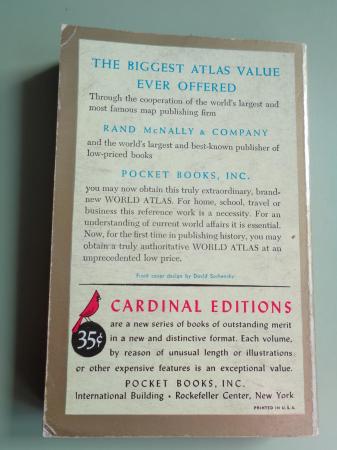 THE BIGGEST ATLAS VALUE
EVER OFFERED
Through the cooperation of the world's largest and
most famous map publishing firm
RAND McNALLY & COMPANY
and the world's largest and best-known publisher of
low-priced books
POCKET BOOKS, INC.
you may now obtain this truly extraordinary, brand-
new WORLD ATLAS. For home, school, travel or
business this reference work is a necessity. For an
understanding of current world affairs it is essential.
Now, for the first time in publishing history, you may
obtain a truly authoritative WORLD ATLAS at an
unprecedented low price.
Front cover design by David
CARDINAL EDITIONS
35¢
are a new series of books of outstanding merit
in a new and distinctive format. Each volume,
by reason of unusual length or illustrations
or other expensive features is an exceptional value.
POCKET BOOKS, INC.
International Building • Rockefeller Center, New York
PRINTED IN U.S.A.